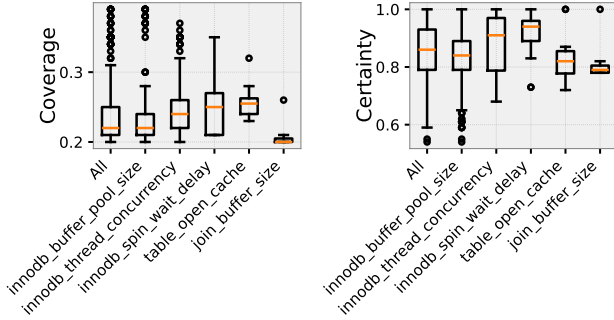 Coverage
0.3
0.2
All
innodb_buffer_pool_size
innodb_thread_concurrency
innodb_spin_wait_delay
table_open_cache
join_buffer_size
Certainty
1.0
0.8
0.6
All
innodb_buffer_pool_size
innodb_thread_concurrency
innodb_spin_wait_delay
table_open_cache
join_buffer_size